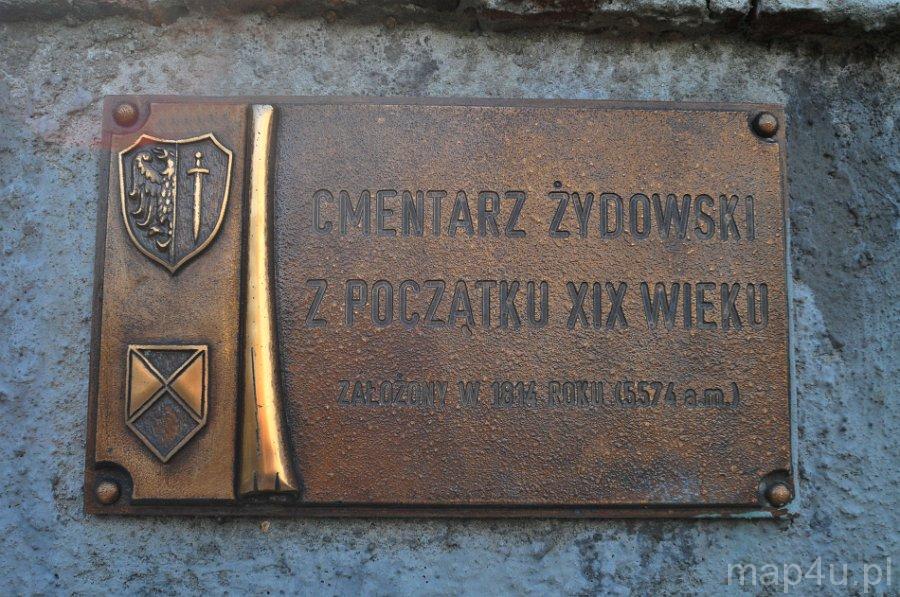 CMENTARZ ŻYDOWSKI
Z POCZĄTKU XIX WIEKU
ZAŁOŻONY W 1814 ROKU (5574 a.m.)
map4u.pl